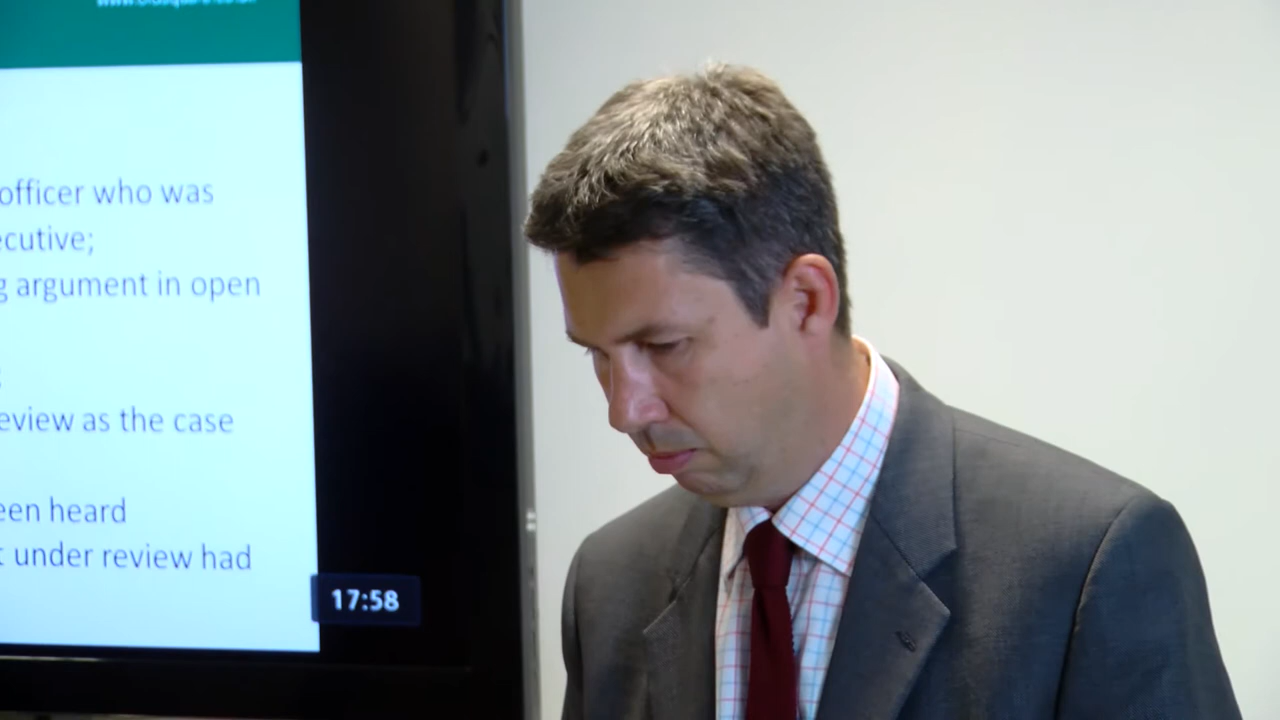 officer who was
ecutive;
g argument in open
;
eview as the case
een heard
t under review had
17:58